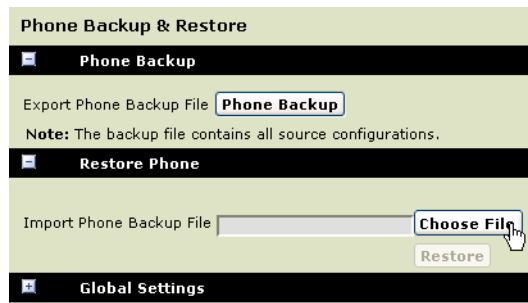 Phone Backup & Restore
Phone Backup
Export Phone Backup File Phone Backup
Note: The backup file contains all source configurations.
Restore Phone
Import Phone Backup File Choose File
Restore
Global Settings